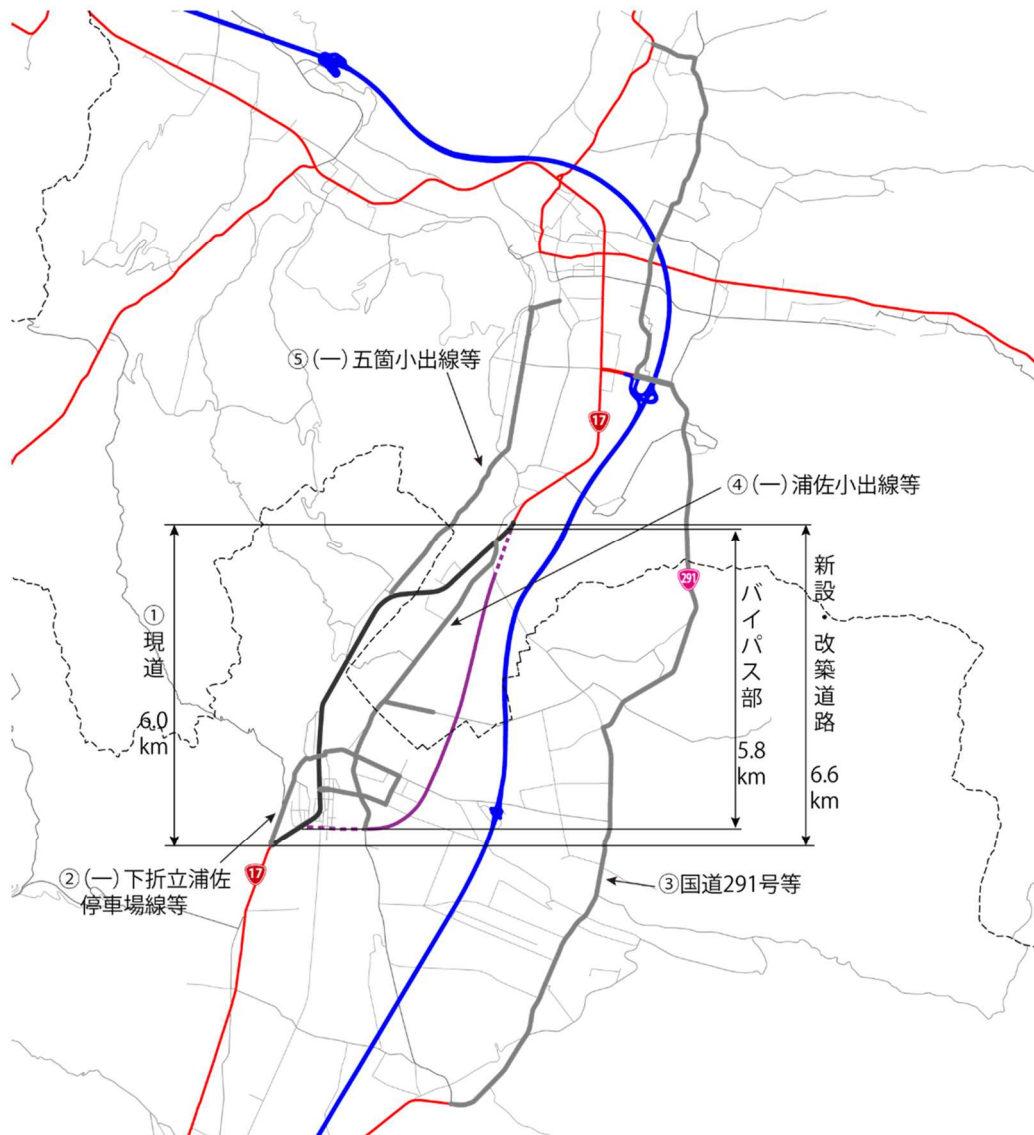 ⑤(一)五箇小出線等
17
④(一)浦佐小出線等
①現道
6.0
km
291
バイパス部
5.8
km
新設・改築道路
6.6
km
②(一)下折立浦佐
停車場線等
17
③国道291号等